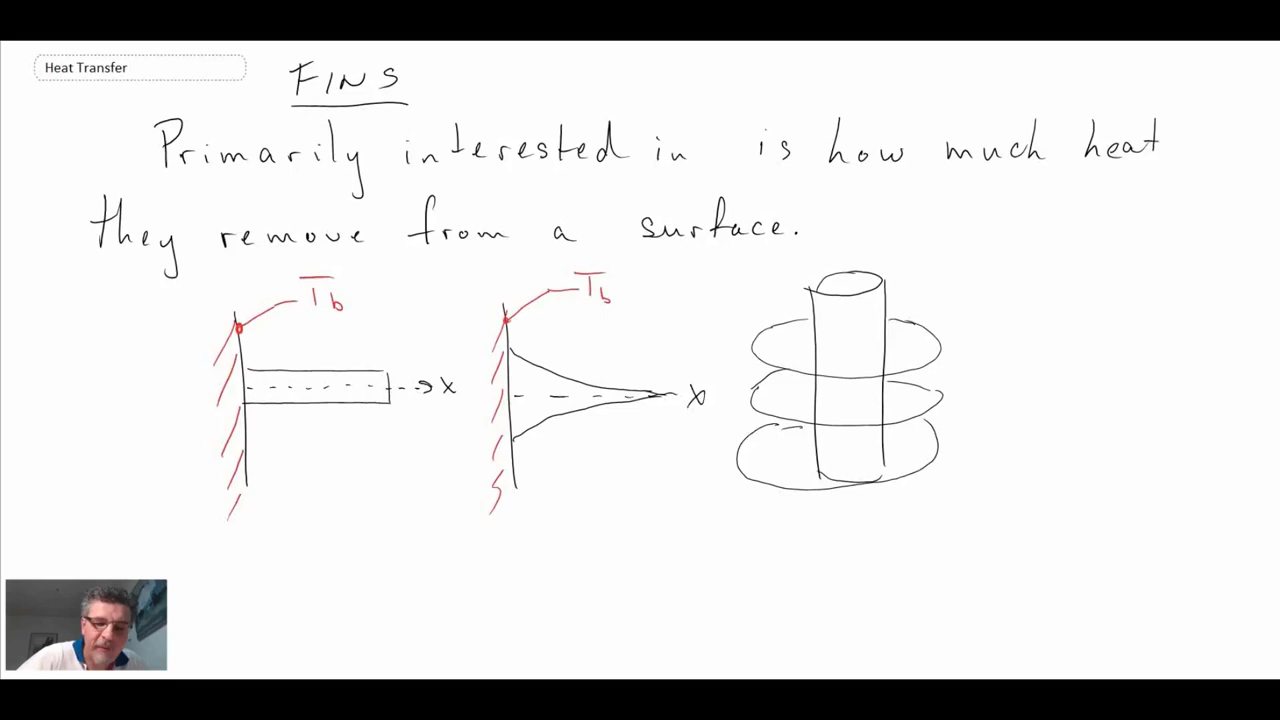 Heat Transfer
FINS
Primarily interested in is how much heat
they remove from a surface.
Tb
Tb
x
x